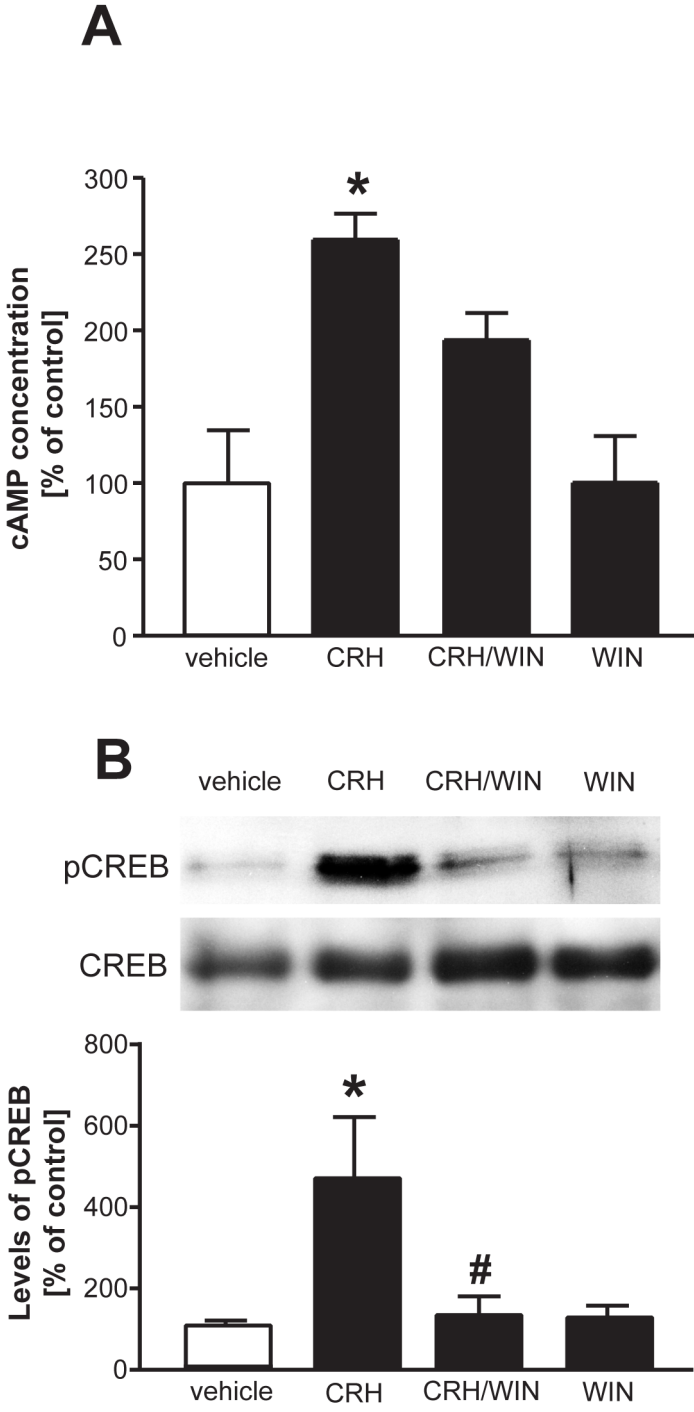 A
*
300
250
200
150
100
50
0
cAMP concentration
[% of control]
vehicle CRH CRH/WIN WIN
B
vehicle CRH CRH/WIN WIN
pCREB
CREB
800
600
400
200
0
Levels of pCREB
[% of control]
*
#
vehicle CRH CRH/WIN WIN